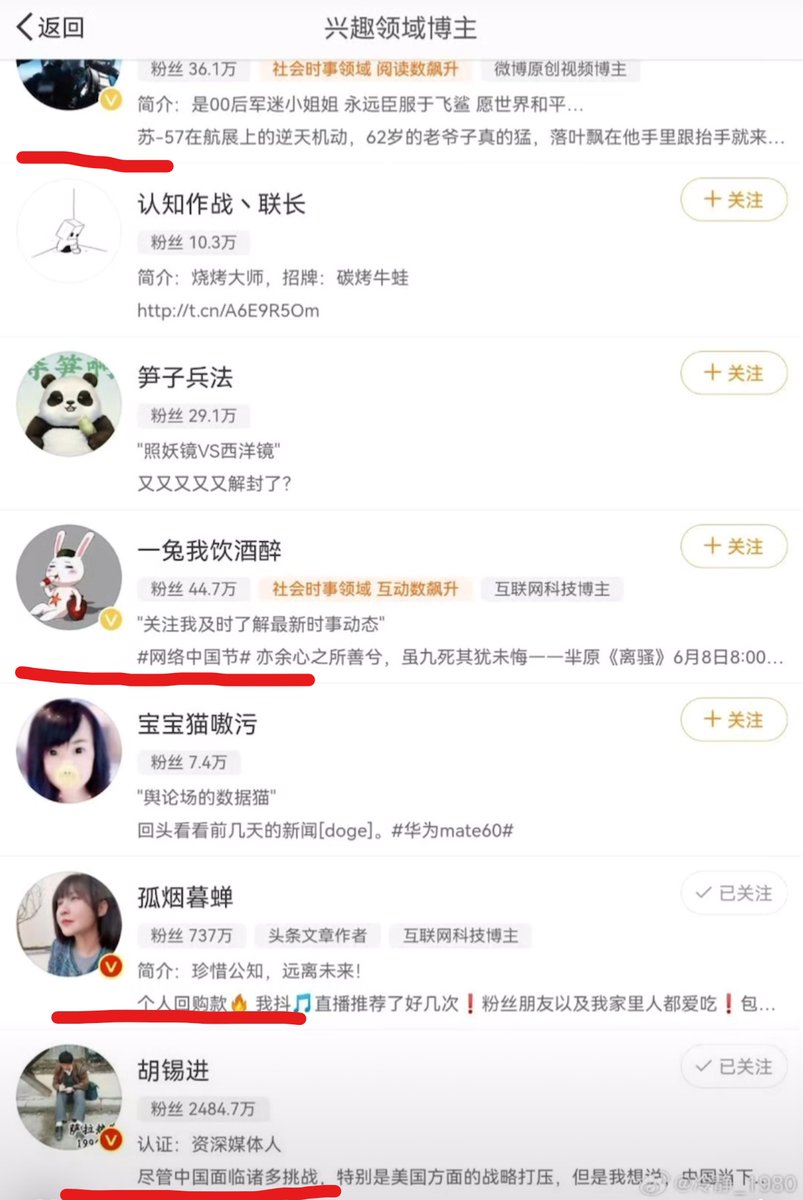 返回
兴趣领域博主
粉丝 36.1万 社会时事领域 阅读数飙升 微博原创视频博主
简介：是00后军迷小姐姐 永远臣服于飞鲨 愿世界和平...
苏-57在航展上的逆天机动，62岁的老爷子真的猛，落叶飘在他手里跟抬手就来...
认知作战丶联长
+ 关注
粉丝 10.3万
简介：烧烤大师，招牌：碳烤牛蛙
http://t.cn/A6E9R5Om
笋子兵法
+ 关注
粉丝 29.1万
"照妖镜VS西洋镜"
又又又又又解封了？
一兔我饮酒醉
+ 关注
粉丝 44.7万 社会时事领域 互动数飙升 互联网科技博主
"关注我及时了解最新时事动态"
#网络中国节# 亦余心之所善兮，虽九死其犹未悔——芈原《离骚》6月8日8:00...
宝宝猫嗷污
+ 关注
粉丝 7.4万
"舆论场的数据猫"
回头看看前几天的新闻[doge]。#华为mate60#
孤烟暮蝉
已关注
粉丝 737万 头条文章作者 互联网科技博主
简介：珍惜公知，远离未来！
个人回购款🔥 我抖🎵直播推荐了好几次❗粉丝朋友以及我家里人都爱吃❗包...
胡锡进
已关注
粉丝 2484.7万
认证：资深媒体人
尽管中国面临诸多挑战，特别是美国方面的战略打压，但是我想说，中国当下...
@冷静_1980